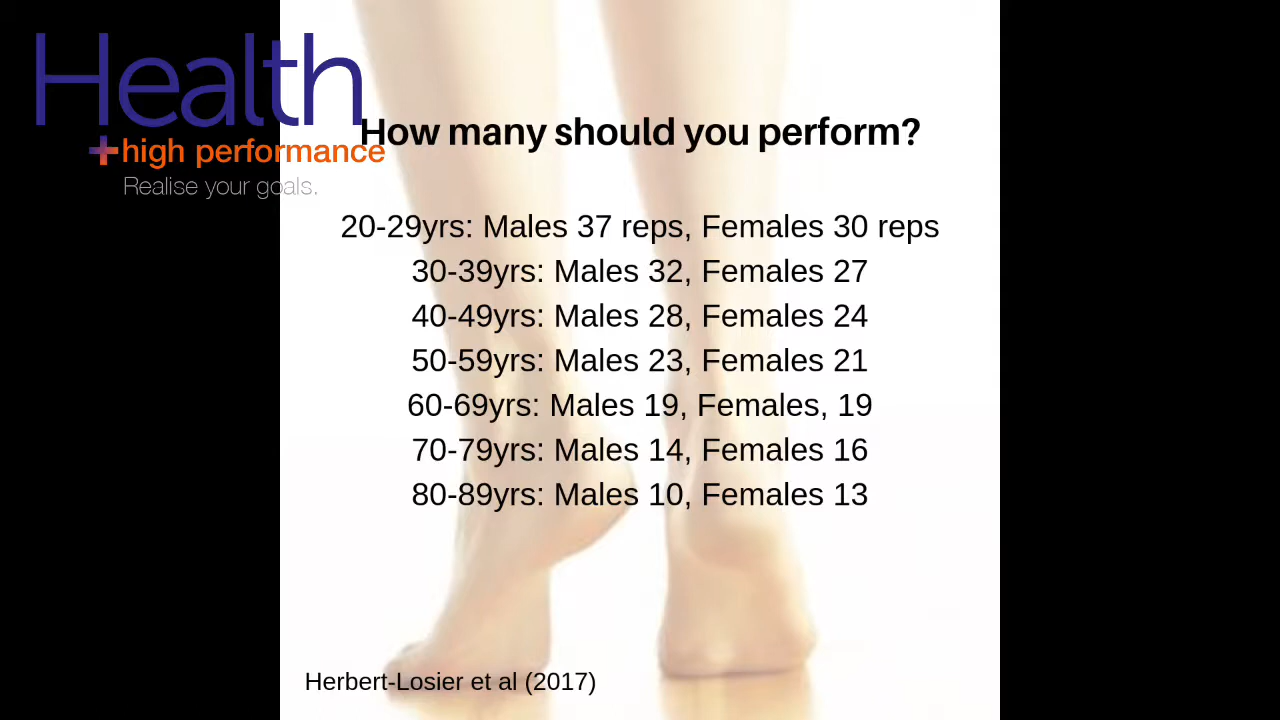 Health
+high performance
Realise your goals.
How many should you perform?
20-29yrs: Males 37 reps, Females 30 reps
30-39yrs: Males 32, Females 27
40-49yrs: Males 28, Females 24
50-59yrs: Males 23, Females 21
60-69yrs: Males 19, Females, 19
70-79yrs: Males 14, Females 16
80-89yrs: Males 10, Females 13
Herbert-Losier et al (2017)